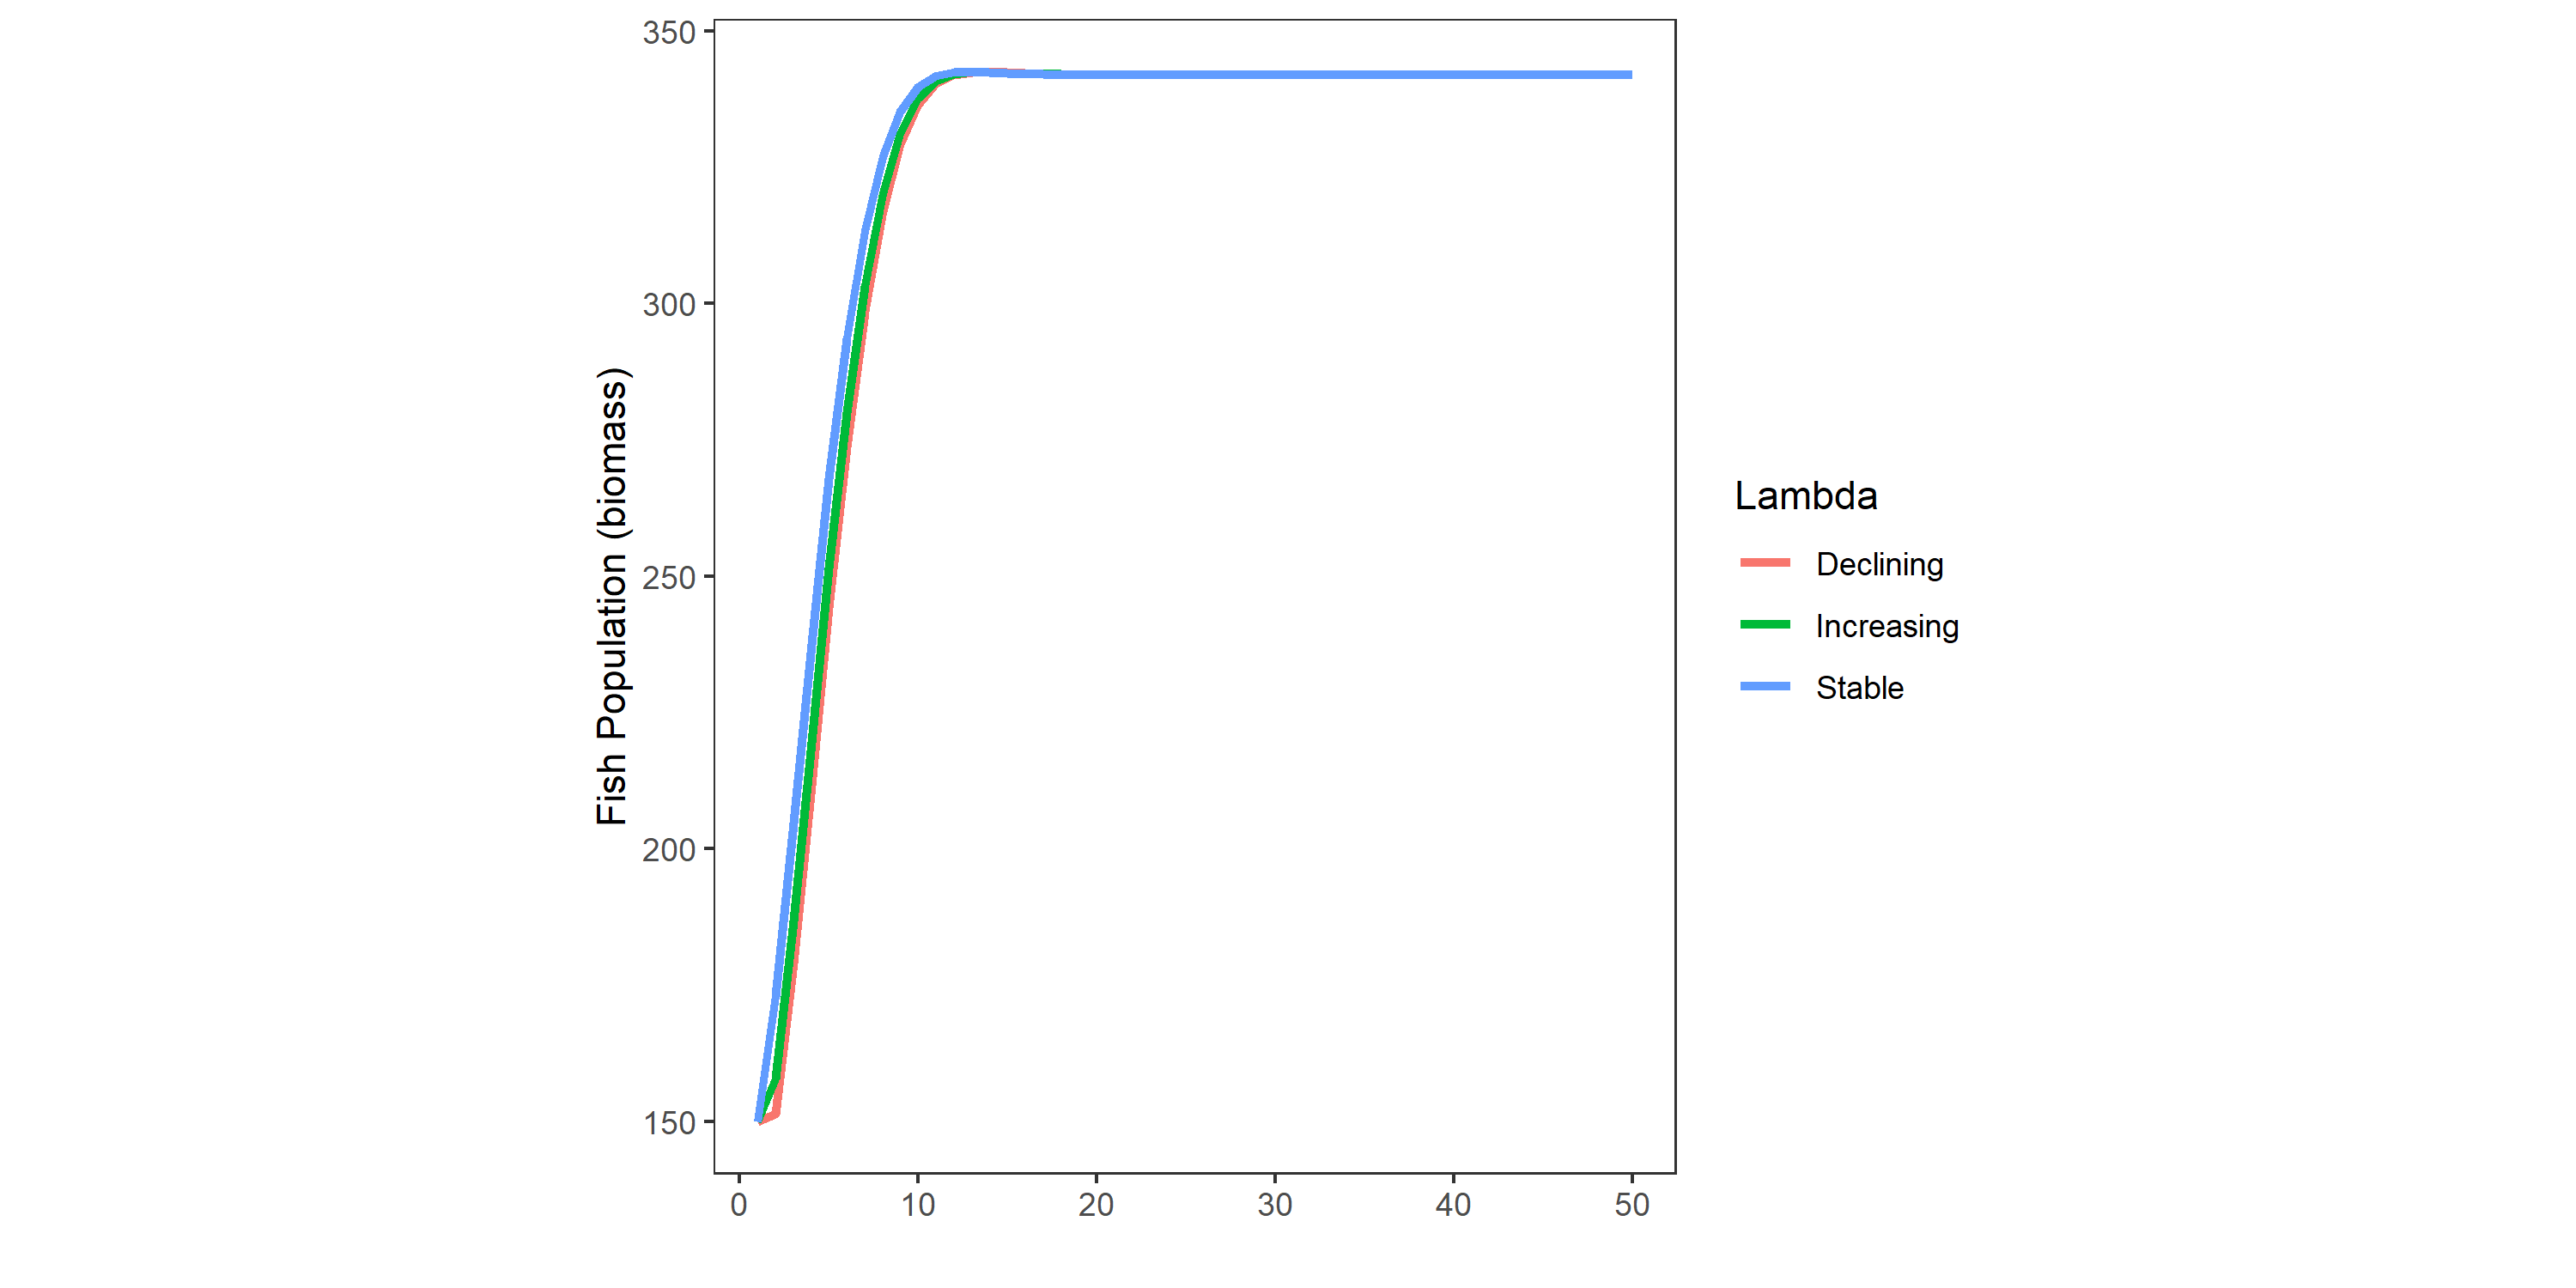 350
300
250
200
150
Fish Population (biomass)
0 10 20 30 40 50
Lambda
Declining
Increasing
Stable